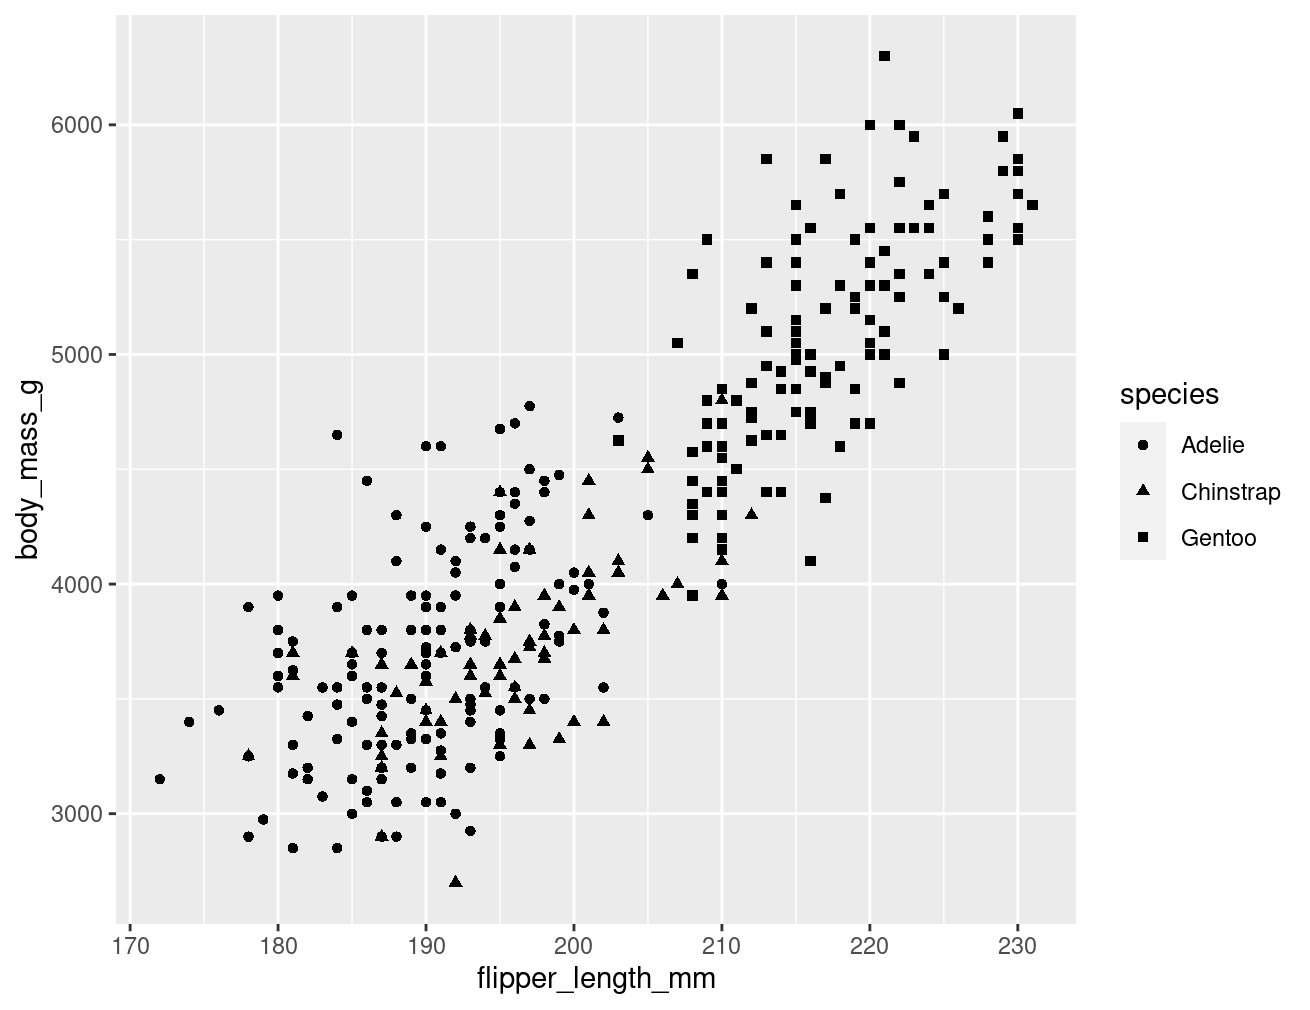 body_mass_g
6000
5000
4000
3000
170 180 190 200 210 220 230
flipper_length_mm
species
Adelie
Chinstrap
Gentoo